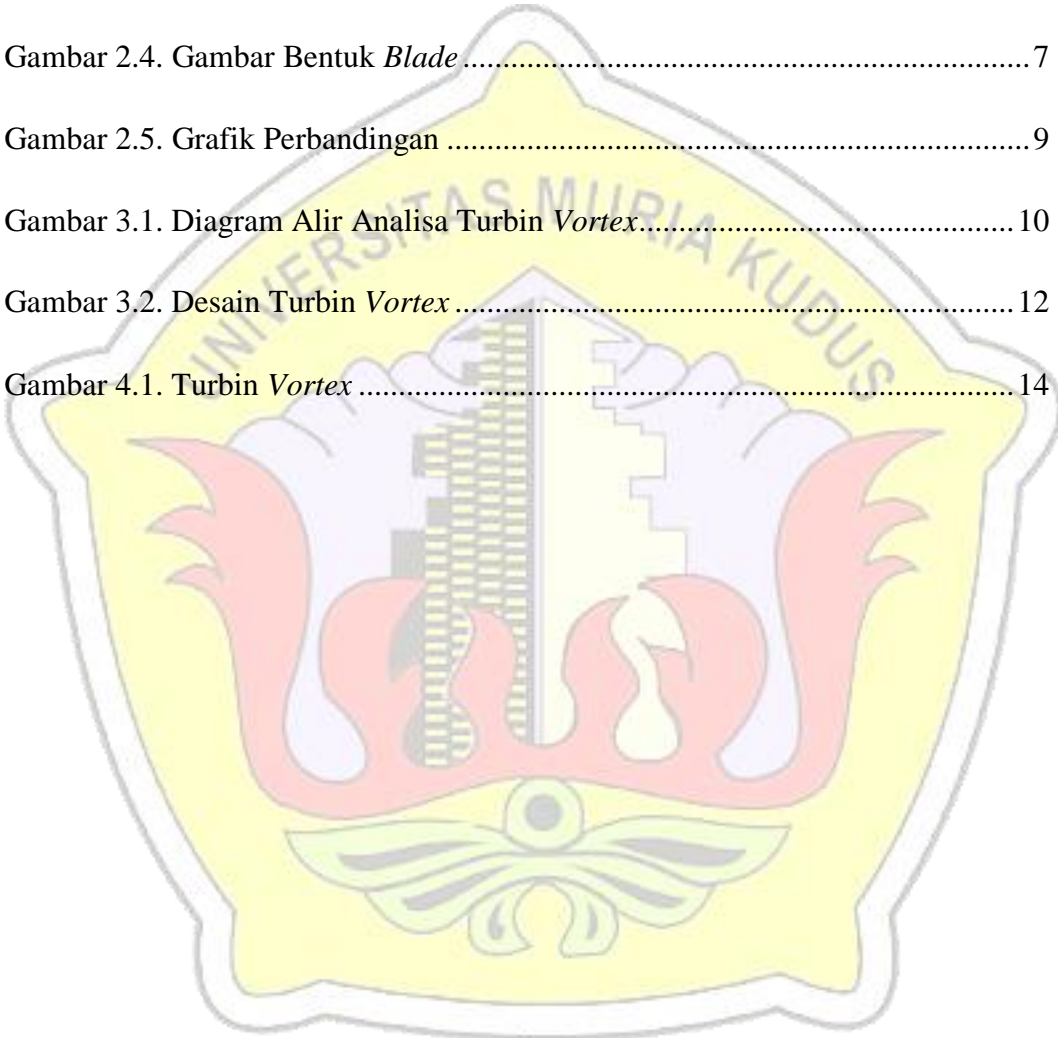 Gambar 2.4. Gambar Bentuk Blade ........................................................................ 7
Gambar 2.5. Grafik Perbandingan .......................................................................... 9
Gambar 3.1. Diagram Alir Analisa Turbin Vortex ............................................... 10
Gambar 3.2. Desain Turbin Vortex ....................................................................... 12
Gambar 4.1. Turbin Vortex ................................................................................... 14
UNIVERSITAS MURIA KUDUS